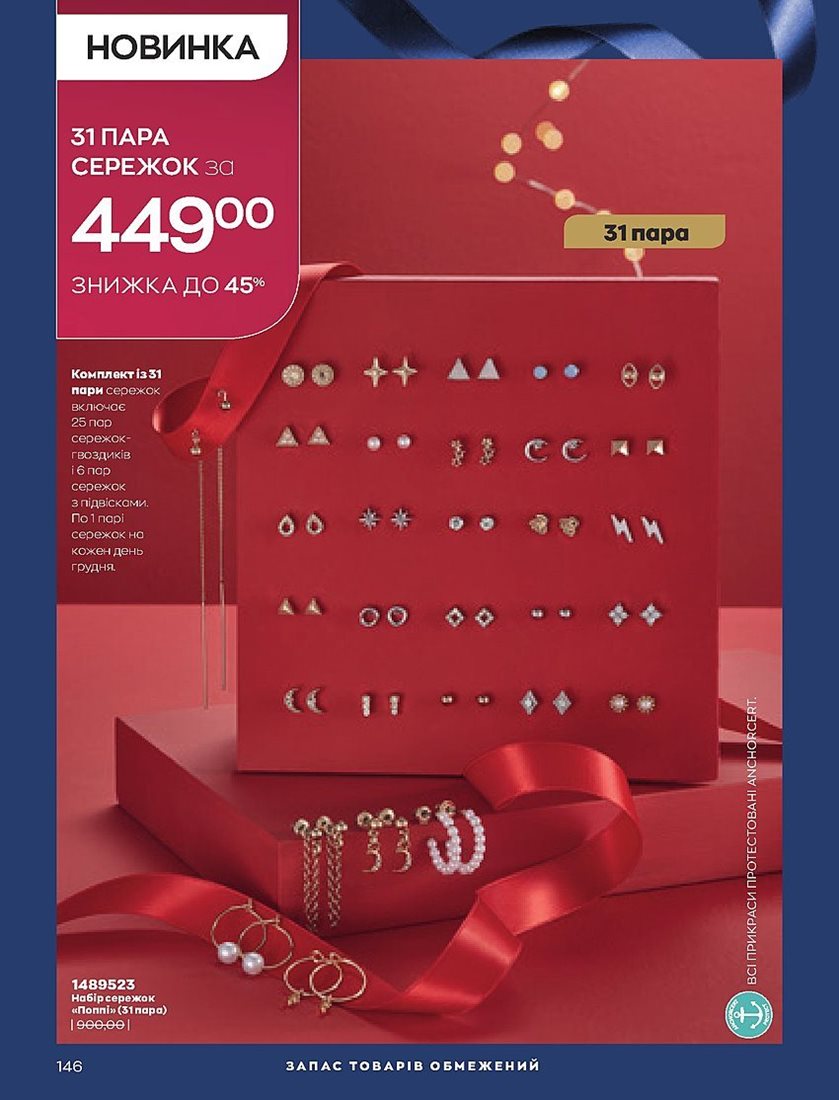 НОВИНКА
31 ПАРА
СЕРЕЖОК за
449⁰⁰
ЗНИЖКА ДО 45%
31 пара
Комплект із 31
пари сережок
включає
25 пар
сережок-
гвоздиків
і 6 пар
сережок
з підвісками.
По 1 парі
сережок на
кожен день
грудня.
ВСІ ПРИКРАСИ ПРОТЕСТОВАНІ ANCHORCERT.
1489523
Набір сережок
«Поппі» (31 пара)
| 900,00 |
146
ЗАПАС ТОВАРІВ ОБМЕЖЕНИЙ